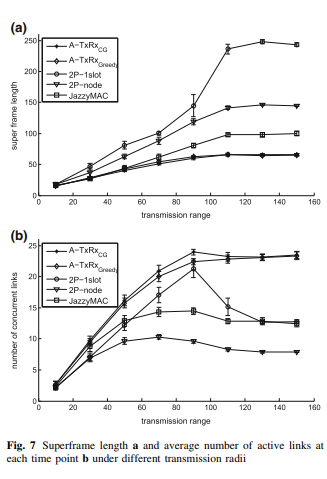 (a)
250
200
150
100
50
0
super frame length
A-TxRxCG
A-TxRxGreedy
2P-1slot
2P-node
JazzyMAC
0 20 40 60 80 100 120 140 160
transmission range
(b)
25
20
15
10
5
0
number of concurrent links
A-TxRxCG
A-TxRxGreedy
2P-1slot
2P-node
JazzyMAC
0 20 40 60 80 100 120 140 160
transmission range
Fig. 7 Superframe length a and average number of active links at
each time point b under different transmission radii